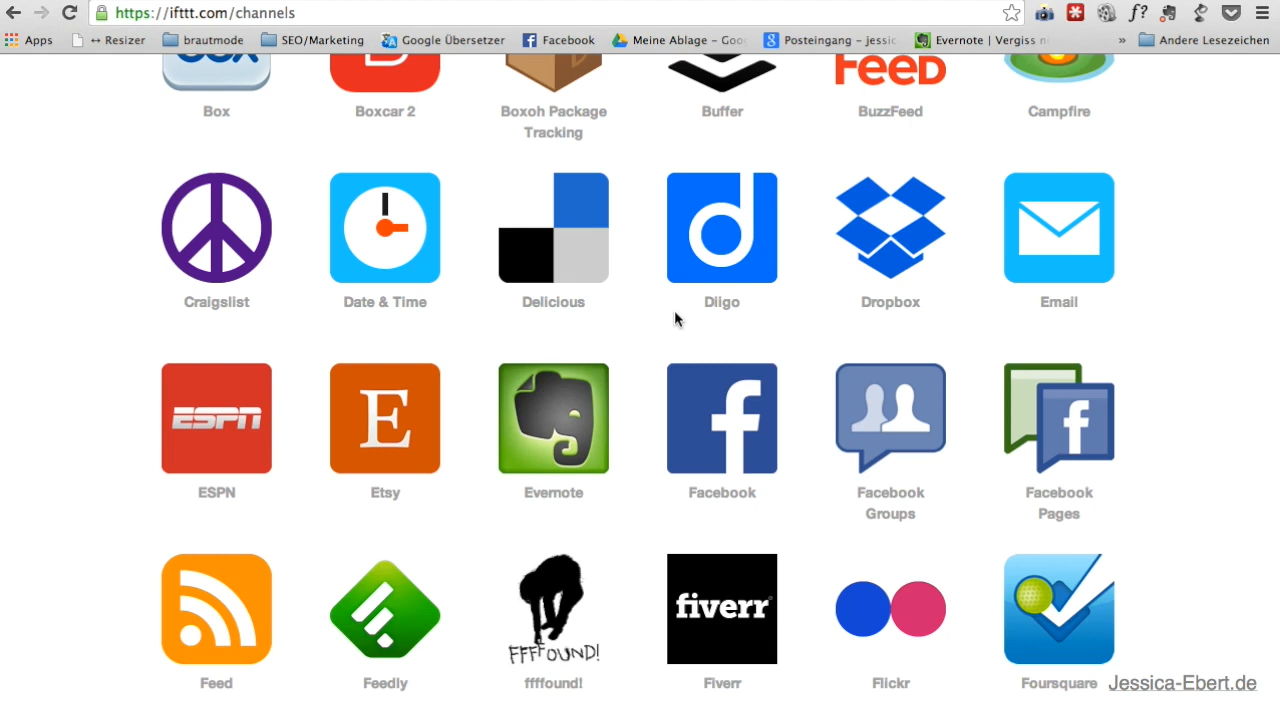 https://ifttt.com/channels
Apps
↔ Resizer
brautmode
SEO/Marketing
Google Übersetzer
Facebook
Meine Ablage – Goo
Posteingang – jessic
Evernote | Vergiss n
»
Andere Lesezeichen
FEED
Box
Boxcar 2
Boxoh Package
Tracking
Buffer
BuzzFeed
Campfire
Craigslist
Date & Time
Delicious
Diigo
Dropbox
Email
ESPN
E
ESPN
Etsy
Evernote
Facebook
Facebook
Groups
Facebook
Pages
FFFFOUND!
fiverr
Feed
Feedly
ffffound!
Fiverr
Flickr
Foursquare
Jessica-Ebert.de